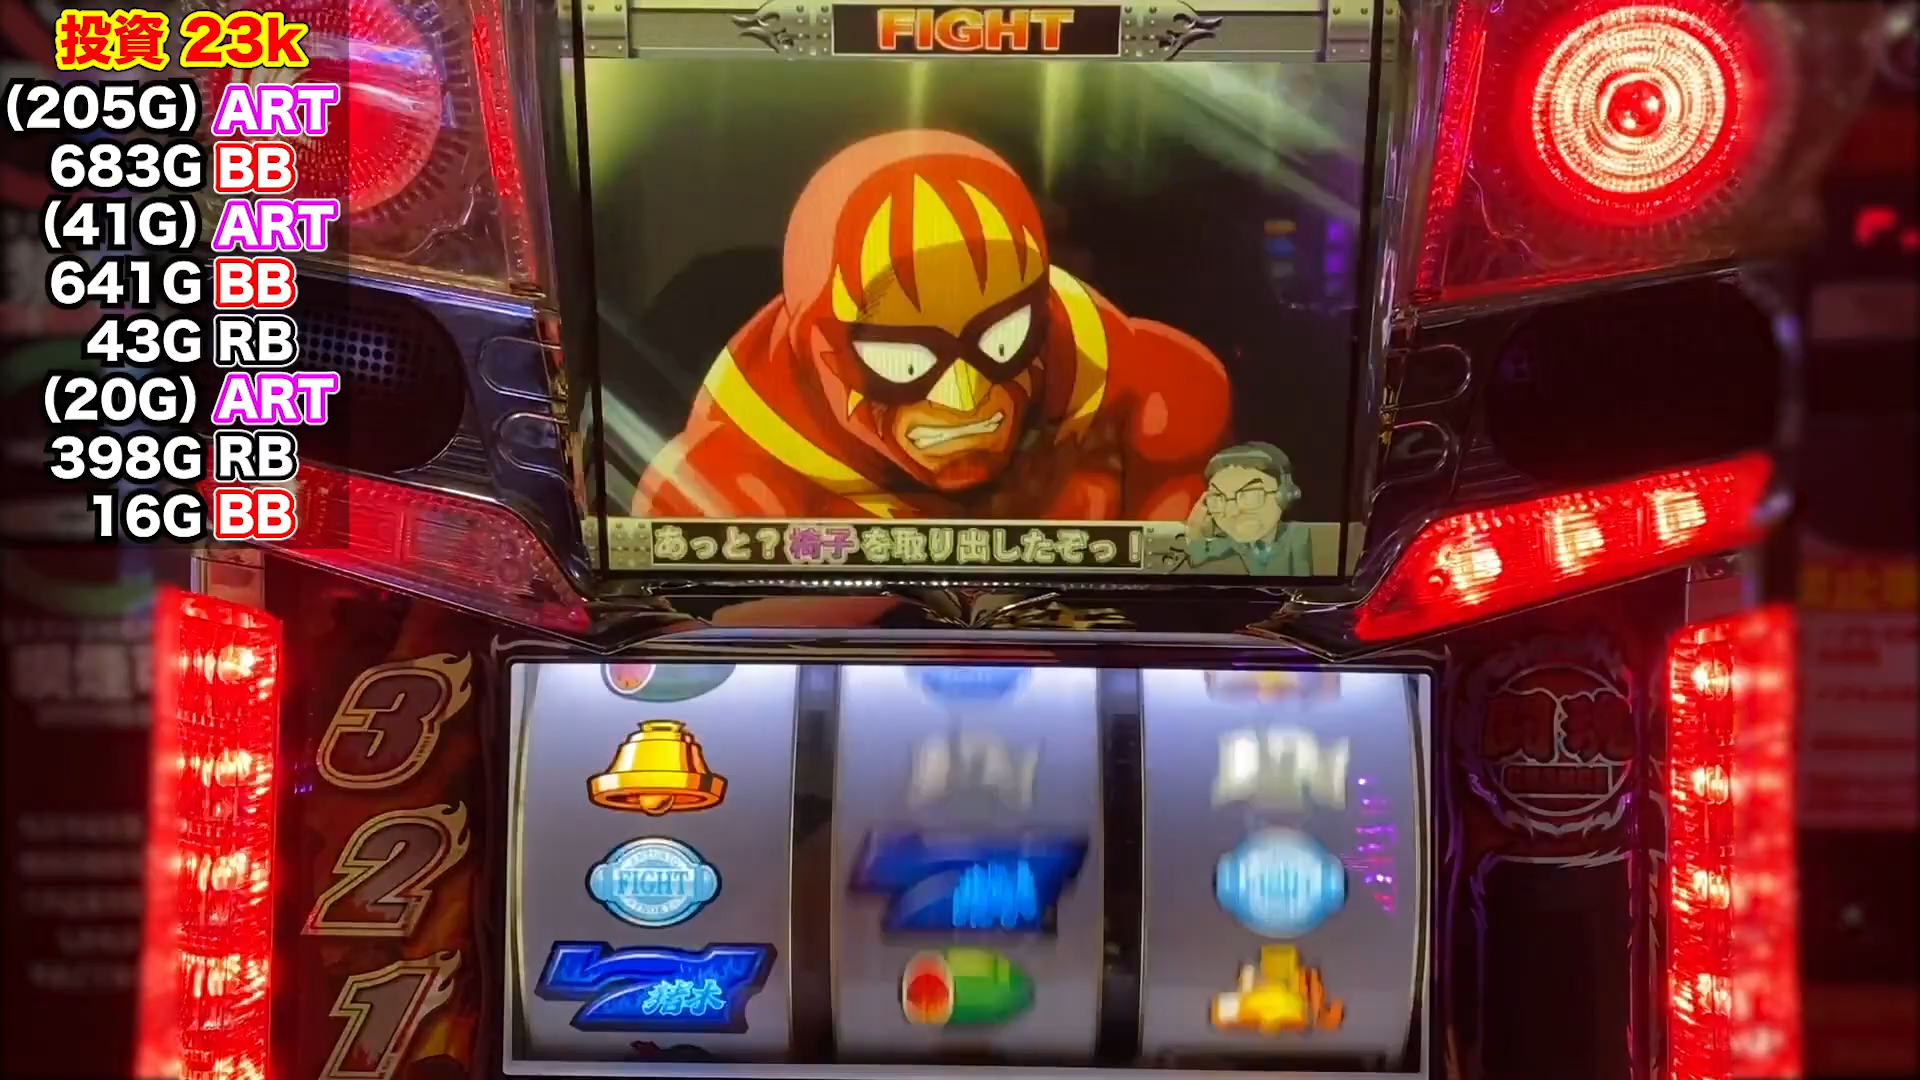 投資 23k
(205G) ART
683G BB
(41G) ART
641G BB
43G RB
(20G) ART
398G RB
16G BB
FIGHT
あっと?椅子を取り出したぞっ!
3
2
1
FIGHT